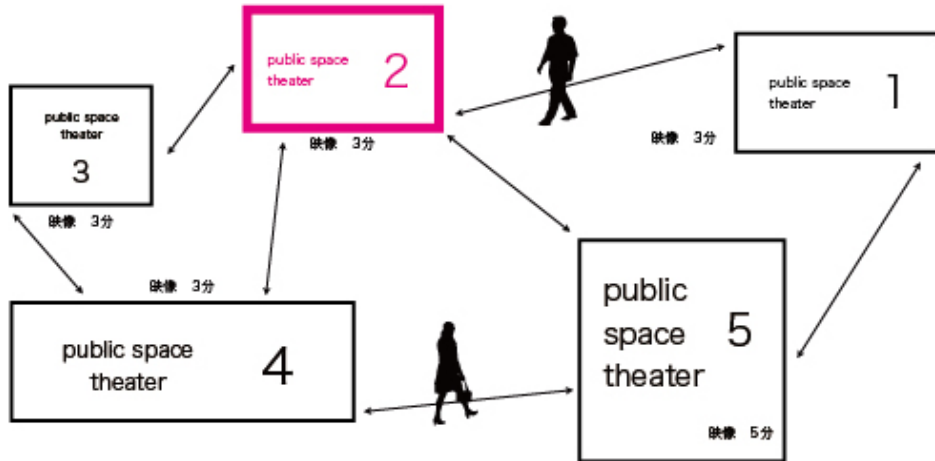 public space
theater
2
映像　3分
public space
theater
1
映像　3分
public space
theater
3
映像　3分
映像　3分
public space
theater
4
public
space
theater
5
映像　5分